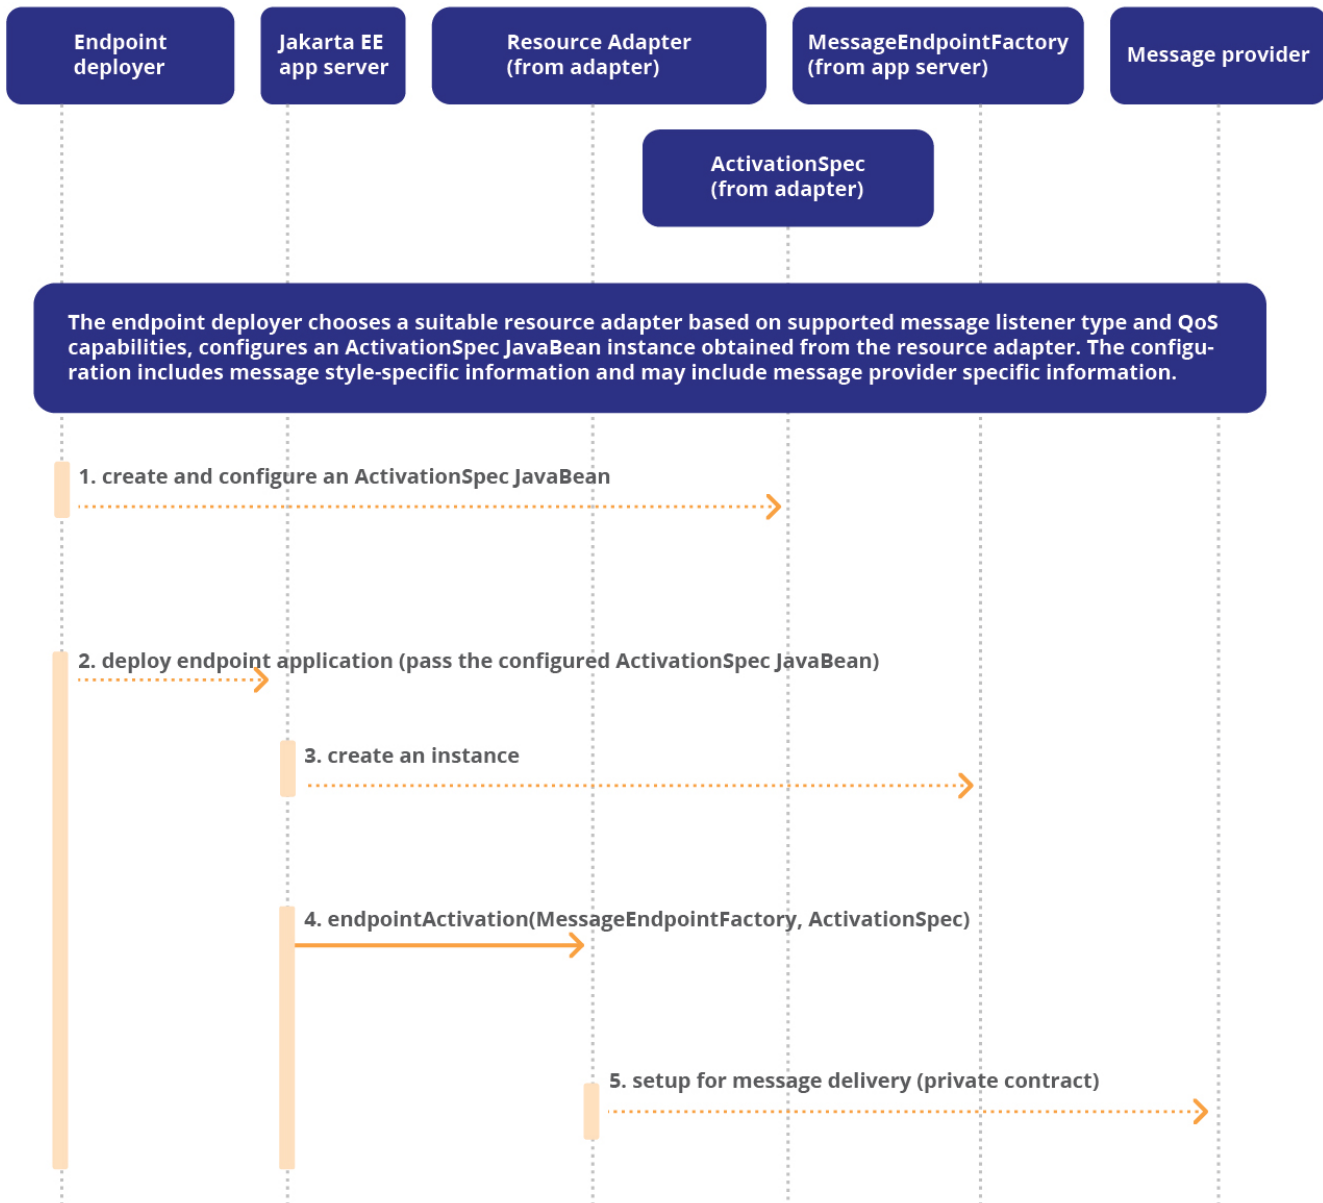 Endpoint
deployer
Jakarta EE
app server
Resource Adapter
(from adapter)
MessageEndpointFactory
(from app server)
Message provider
ActivationSpec
(from adapter)
The endpoint deployer chooses a suitable resource adapter based on supported message listener type and QoS
capabilities, configures an ActivationSpec JavaBean instance obtained from the resource adapter. The configu-
ration includes message style-specific information and may include message provider specific information.
1. create and configure an ActivationSpec JavaBean
2. deploy endpoint application (pass the configured ActivationSpec JavaBean)
3. create an instance
4. endpointActivation(MessageEndpointFactory, ActivationSpec)
5. setup for message delivery (private contract)